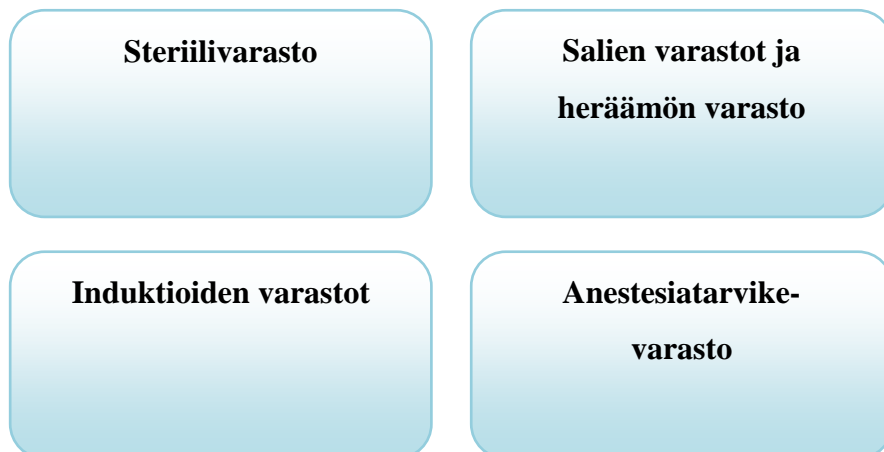 Steriilivarasto
Salien varastot ja
heräämön varasto
Induktioiden varastot
Anestesiatarvike-
varasto